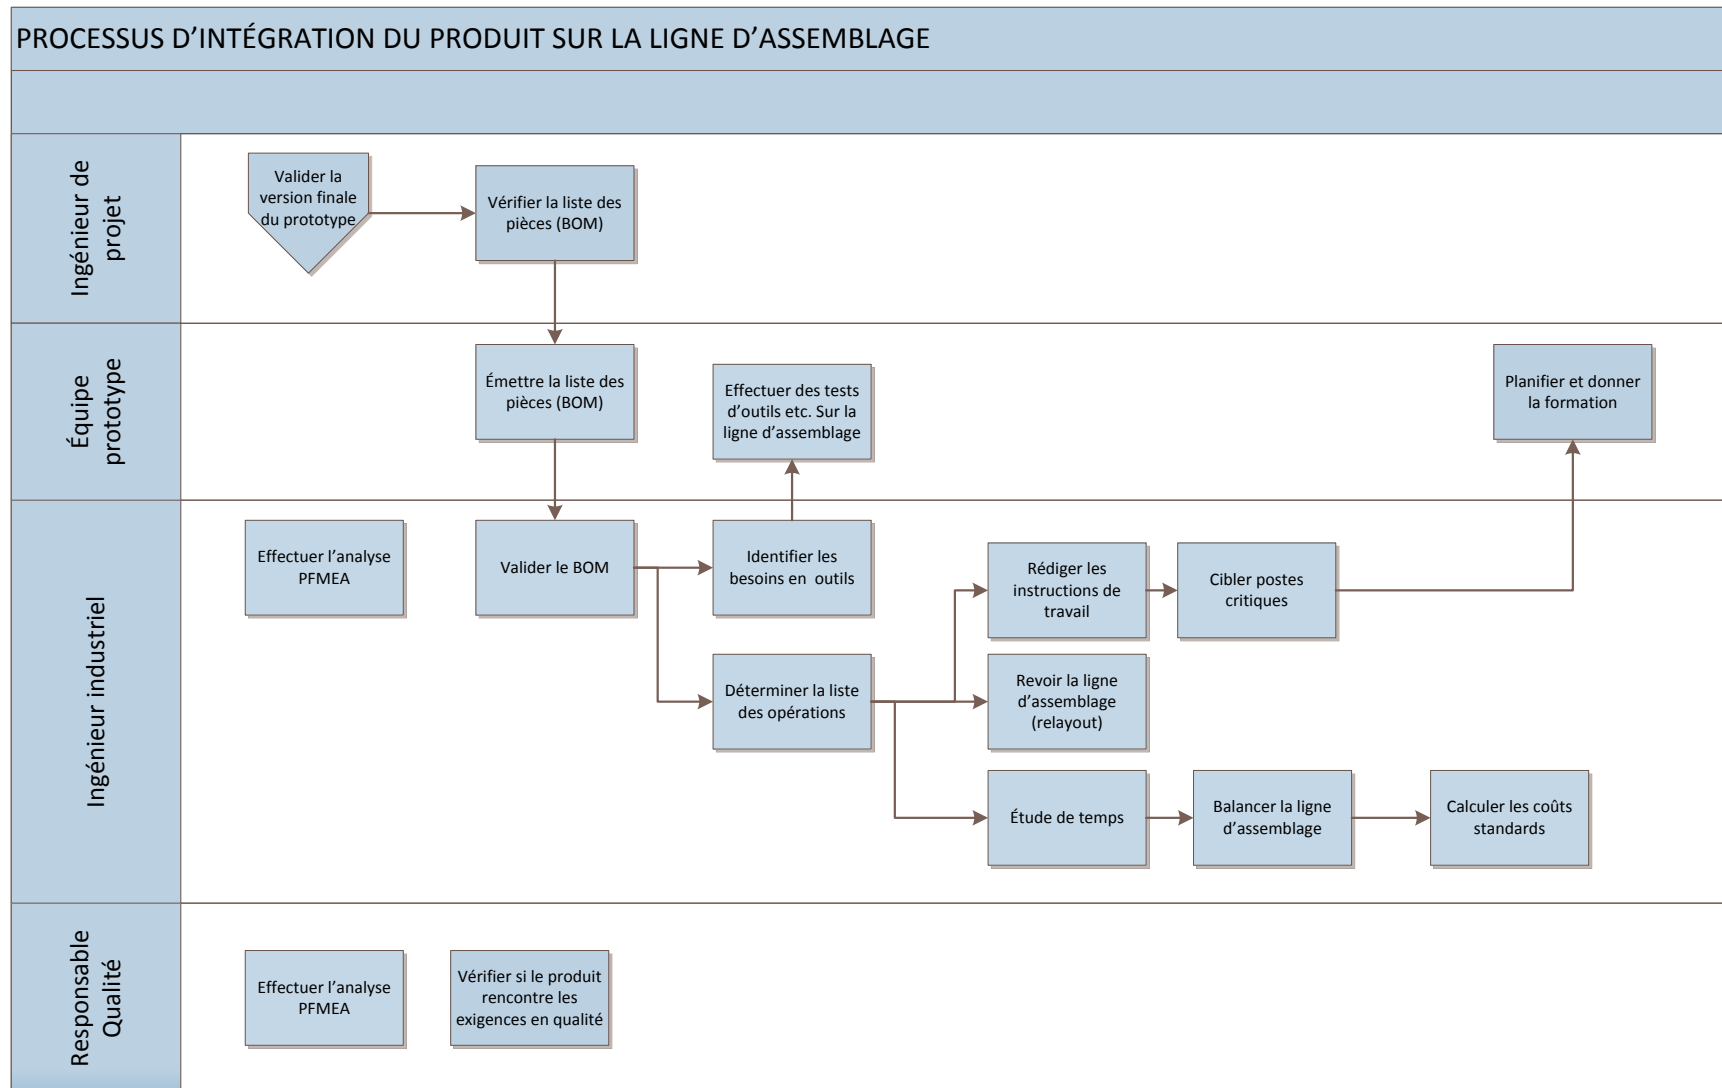 PROCESSUS D’INTÉGRATION DU PRODUIT SUR LA LIGNE D’ASSEMBLAGE
Ingénieur de
projet
Valider la
version finale
du prototype
Vérifier la liste des
pièces (BOM)
Équipe
prototype
Émettre la liste des
pièces (BOM)
Effectuer des tests
d’outils etc. Sur la
ligne d’assemblage
Planifier et donner
la formation
Ingénieur industriel
Effectuer l’analyse
PFMEA
Valider le BOM
Identifier les
besoins en outils
Rédiger les
instructions de
travail
Cibler postes
critiques
Déterminer la liste
des opérations
Revoir la ligne
d’assemblage
(relayout)
Étude de temps
Balancer la ligne
d’assemblage
Calculer les coûts
standards
Responsable
Qualité
Effectuer l’analyse
PFMEA
Vérifier si le produit
rencontre les
exigences en qualité